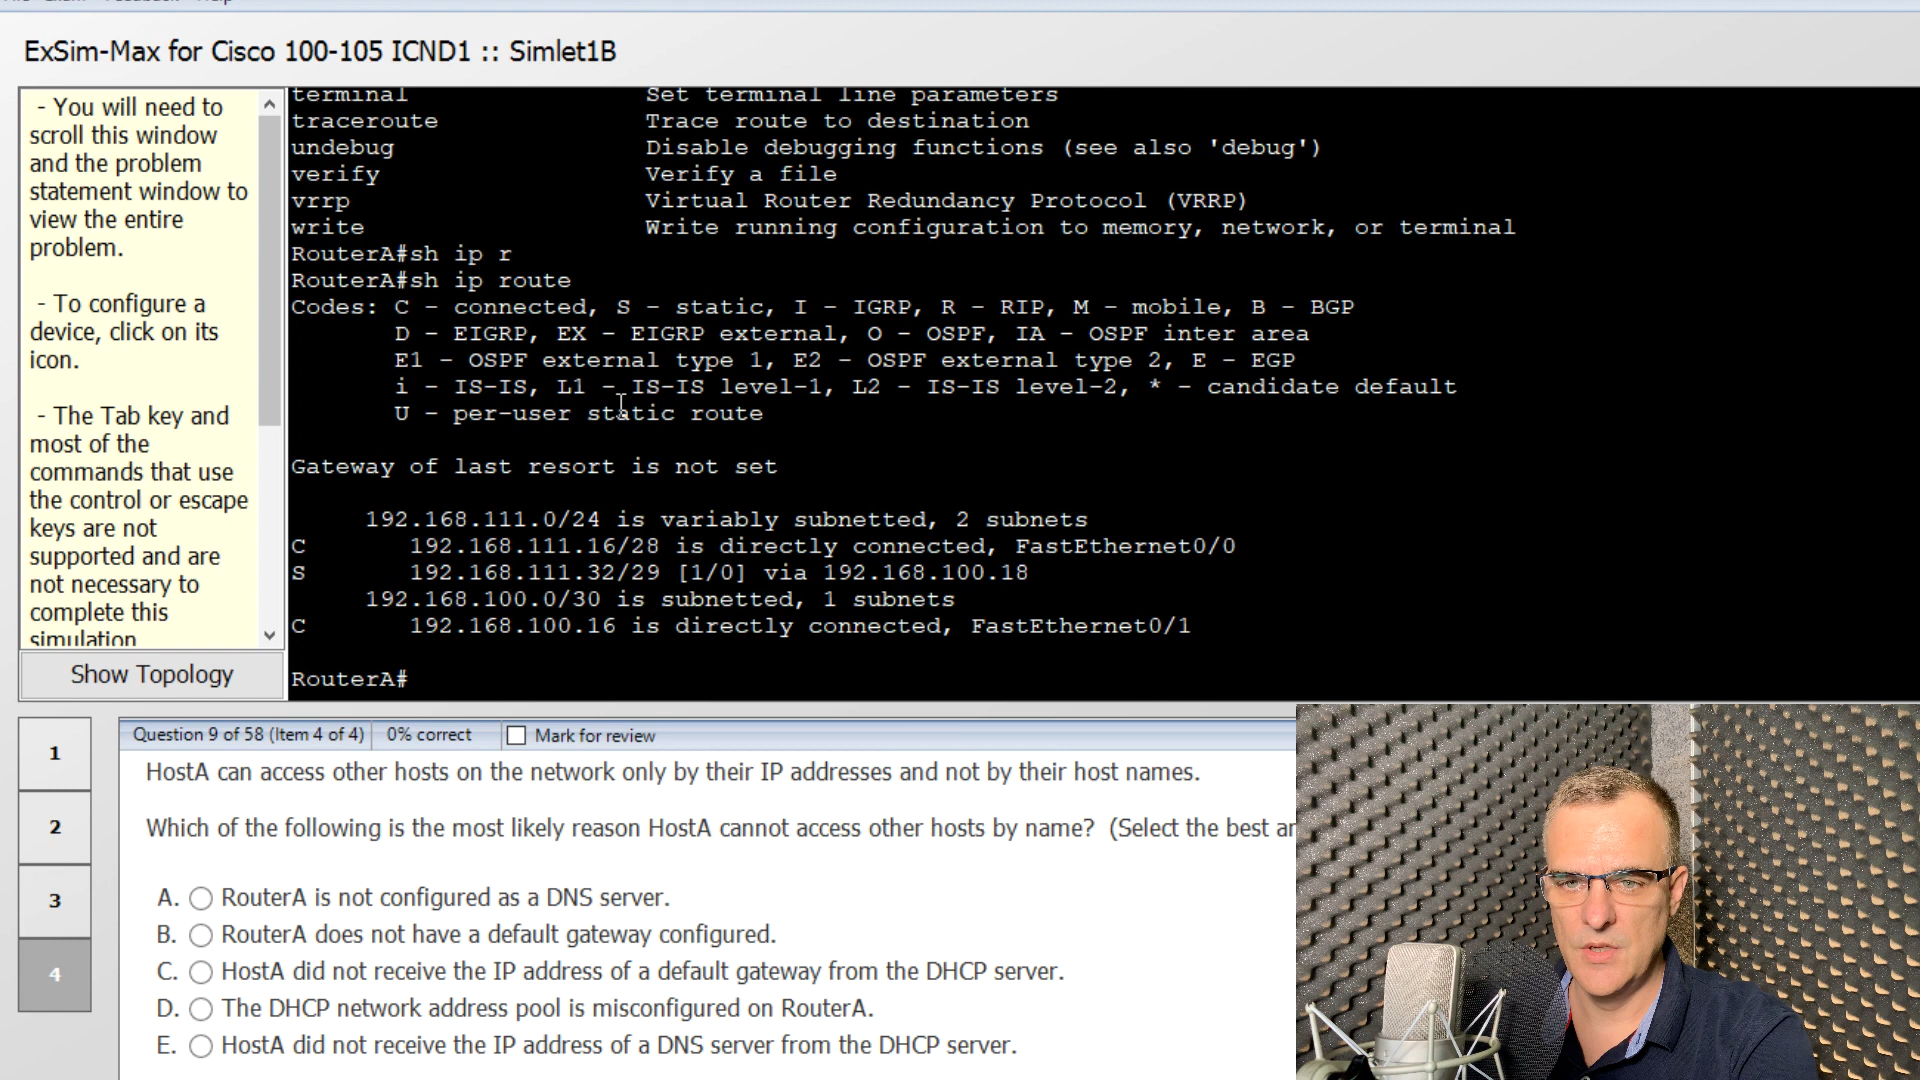 ExSim-Max for Cisco 100-105 ICND1 :: Simlet1B
- You will need to
scroll this window
and the problem
statement window to
view the entire
problem.
- To configure a
device, click on its
icon.
- The Tab key and
most of the
commands that use
the control or escape
keys are not
supported and are
not necessary to
complete this
simulation
Show Topology
terminal Set terminal line parameters
traceroute Trace route to destination
undebug Disable debugging functions (see also 'debug')
verify Verify a file
vrrp Virtual Router Redundancy Protocol (VRRP)
write Write running configuration to memory, network, or terminal
RouterA#sh ip r
RouterA#sh ip route
Codes: C - connected, S - static, I - IGRP, R - RIP, M - mobile, B - BGP
D - EIGRP, EX - EIGRP external, O - OSPF, IA - OSPF inter area
E1 - OSPF external type 1, E2 - OSPF external type 2, E - EGP
i - IS-IS, L1 - IS-IS level-1, L2 - IS-IS level-2, * - candidate default
U - per-user static route
Gateway of last resort is not set
192.168.111.0/24 is variably subnetted, 2 subnets
C 192.168.111.16/28 is directly connected, FastEthernet0/0
S 192.168.111.32/29 [1/0] via 192.168.100.18
192.168.100.0/30 is subnetted, 1 subnets
C 192.168.100.16 is directly connected, FastEthernet0/1
RouterA#
1
2
3
4
Question 9 of 58 (Item 4 of 4) 0% correct Mark for review
HostA can access other hosts on the network only by their IP addresses and not by their host names.
Which of the following is the most likely reason HostA cannot access other hosts by name? (Select the best
A. RouterA is not configured as a DNS server.
B. RouterA does not have a default gateway configured.
C. HostA did not receive the IP address of a default gateway from the DHCP server.
D. The DHCP network address pool is misconfigured on RouterA.
E. HostA did not receive the IP address of a DNS server from the DHCP server.